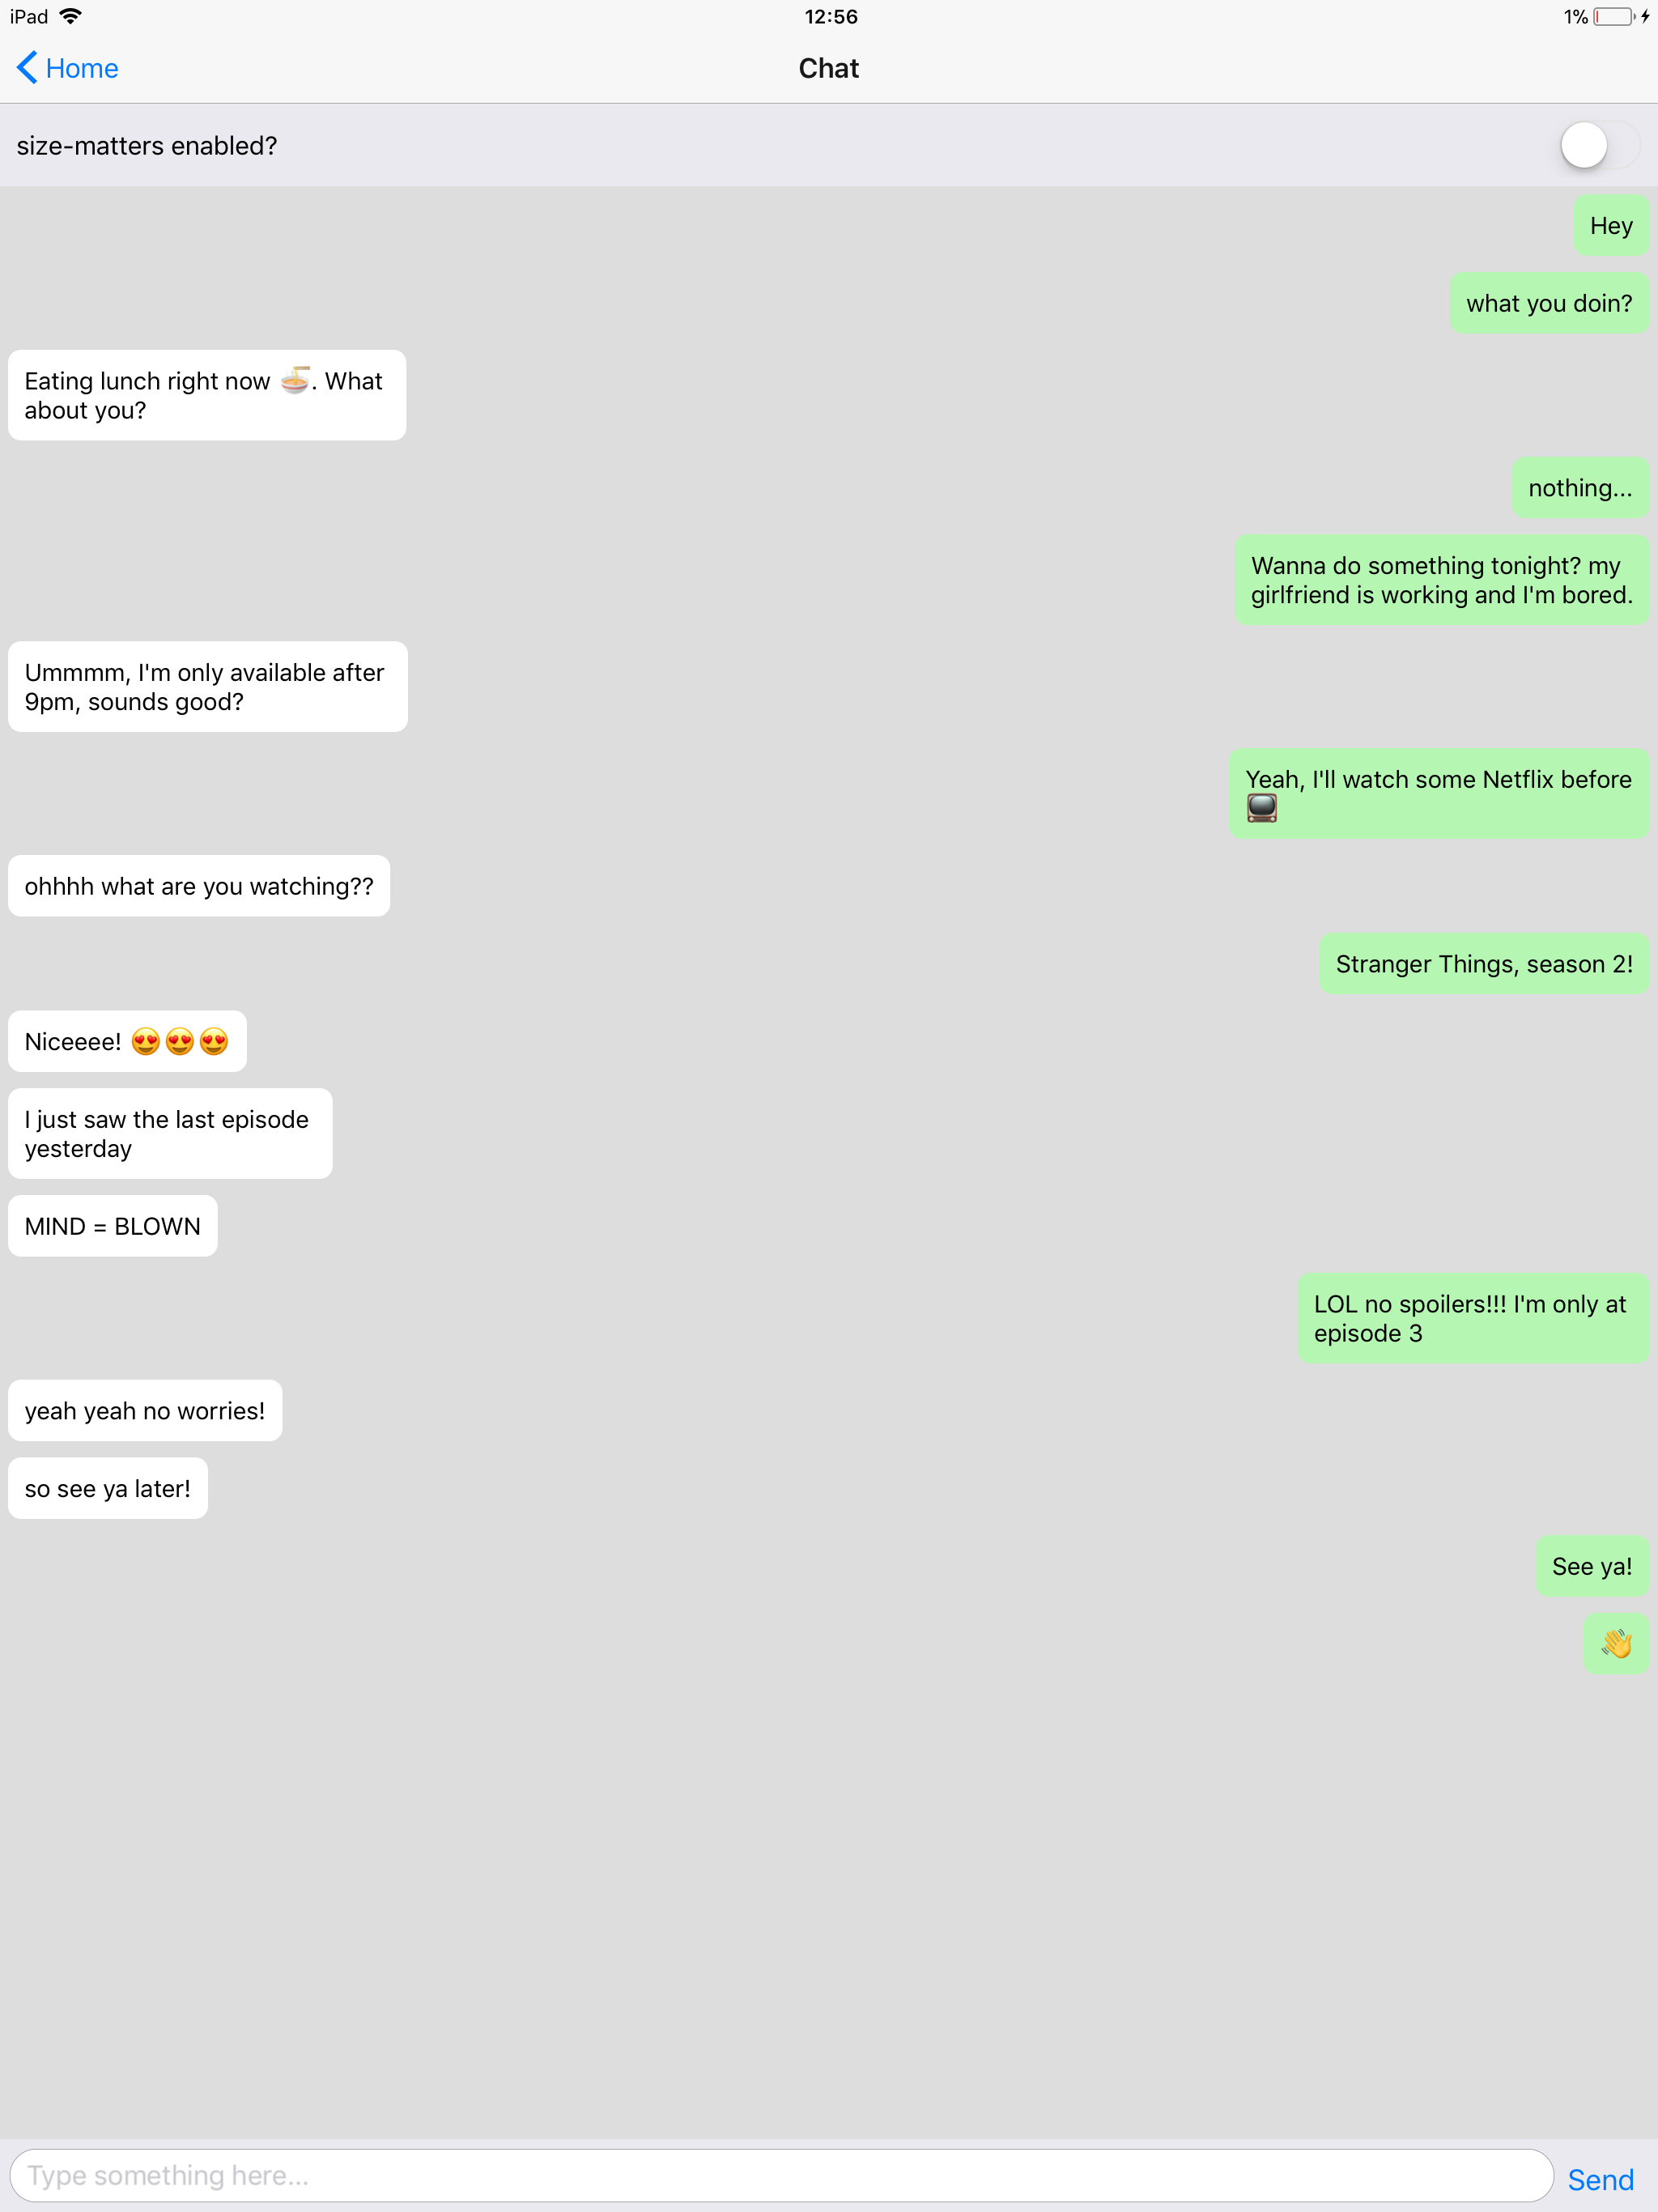 iPad 12:56 1%
Home Chat
size-matters enabled?
Hey
what you doin?
Eating lunch right now 🍜. What
about you?
nothing...
Wanna do something tonight? my
girlfriend is working and I'm bored.
Ummmm, I'm only available after
9pm, sounds good?
Yeah, I'll watch some Netflix before
📺
ohhhh what are you watching??
Stranger Things, season 2!
Niceeee! 😍😍😍
I just saw the last episode
yesterday
MIND = BLOWN
LOL no spoilers!!! I'm only at
episode 3
yeah yeah no worries!
so see ya later!
See ya!
👋
Type something here...
Send